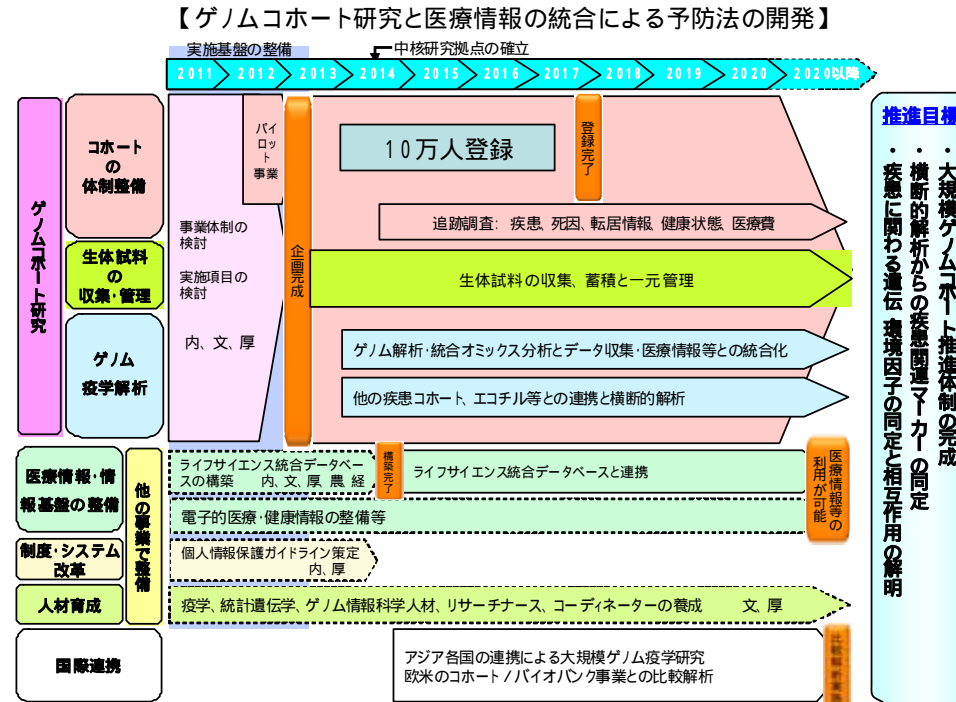 【ゲノムコホート研究と医療情報の統合による予防法の開発】
実施基盤の整備
中核研究拠点の確立
2011
2012
2013
2014
2015
2016
2017
2018
2019
2020
2020以降
ゲノムコホート研究
コホート
の
体制整備
パイ
ロッ
ト
事業
企画完成
10万人登録
登録完了
追跡調査: 疾患、死因、転居情報、健康状態、医療費
事業体制の
検討
実施項目の
検討
内、文、厚
生体試料
の
収集・管理
生体試料の収集、蓄積と一元管理
ゲノム
疫学解析
ゲノム解析・統合オミックス分析とデータ収集・医療情報等との統合化
他の疾患コホート、エコチル等との連携と横断的解析
医療情報・情
報基盤の整備
他の事業で整備
ライフサイエンス統合データベー
スの構築 内、文、厚 農 経
構築完了
ライフサイエンス統合データベースと連携
医療情報等の
利用が可能
電子的医療・健康情報の整備等
制度・システム
改革
個人情報保護ガイドライン策定
内、厚
人材育成
疫学、統計遺伝学、ゲノム情報科学人材、リサーチナース、コーディネーターの養成 文、厚
国際連携
アジア各国の連携による大規模ゲノム疫学研究
欧米のコホート/バイオバンク事業との比較解析
比較解析実施
推進目標
・大規模ゲノムコホート推進体制の完成
・横断的解析からの疾患関連マーカーの同定
・疾患に関わる遺伝・環境因子の同定と相互作用の解明